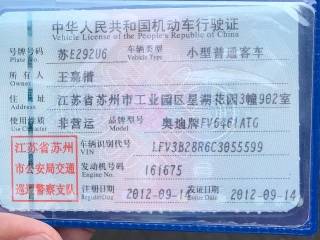 中华人民共和国机动车行驶证
Vehicle License of the People's Republic of China
号牌号码 苏E292U6 车辆类型 小型普通客车
Plate No. Vehicle Type
所有人 王嘉楠
Owner
住址 江苏省苏州市工业园区星湖花园3幢902室
Address
使用性质 非营运 品牌型号 奥迪牌FV6461ATG
Use Character Model
江苏省苏州
市公安局交通
巡逻警察支队
车辆识别代号 LFV3B28R6C3055599
VIN
发动机号码 161675
Engine No.
注册日期 2012-09-14 发证日期 2012-09-14
Register Date Issue Date